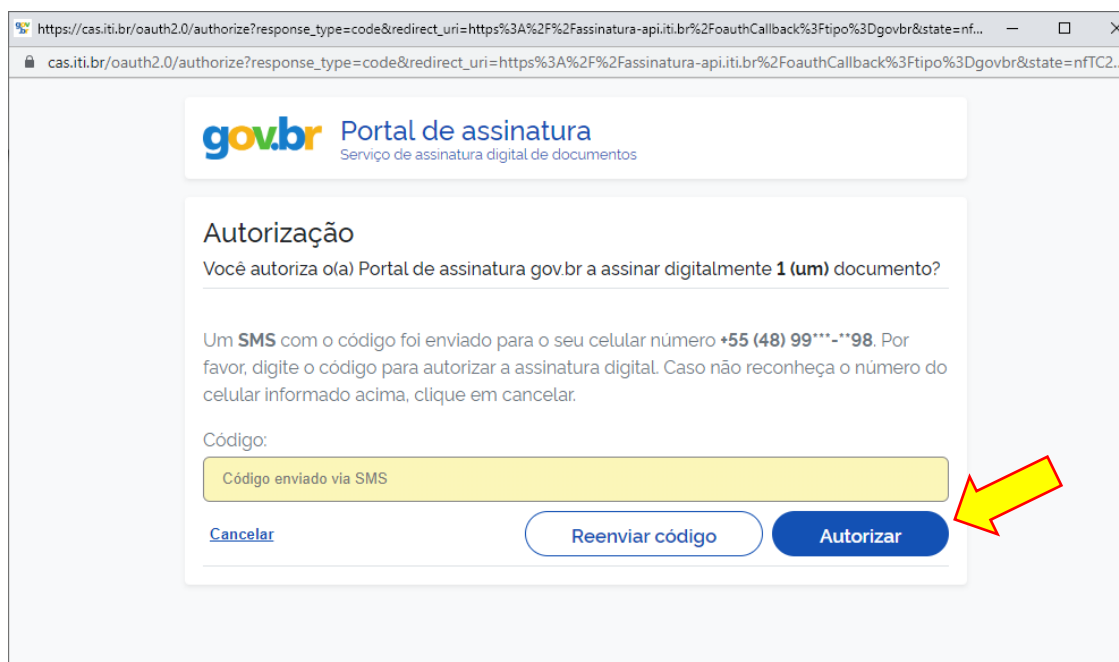 https://cas.iti.br/oauth2.0/authorize?response_type=code&redirect_uri=https%3A%2F%2Fassinatura-api.iti.br%2FoauthCallback%3Ftipo%3Dgovbr&state=nf...
cas.iti.br/oauth2.0/authorize?response_type=code&redirect_uri=https%3A%2F%2Fassinatura-api.iti.br%2FoauthCallback%3Ftipo%3Dgovbr&state=nfTC2...
gov.br Portal de assinatura
Serviço de assinatura digital de documentos
Autorização
Você autoriza o(a) Portal de assinatura gov.br a assinar digitalmente 1 (um) documento?
Um SMS com o código foi enviado para o seu celular número +55 (48) 99***-**98. Por
favor, digite o código para autorizar a assinatura digital. Caso não reconheça o número do
celular informado acima, clique em cancelar.
Código:
Código enviado via SMS
Cancelar Reenviar código Autorizar